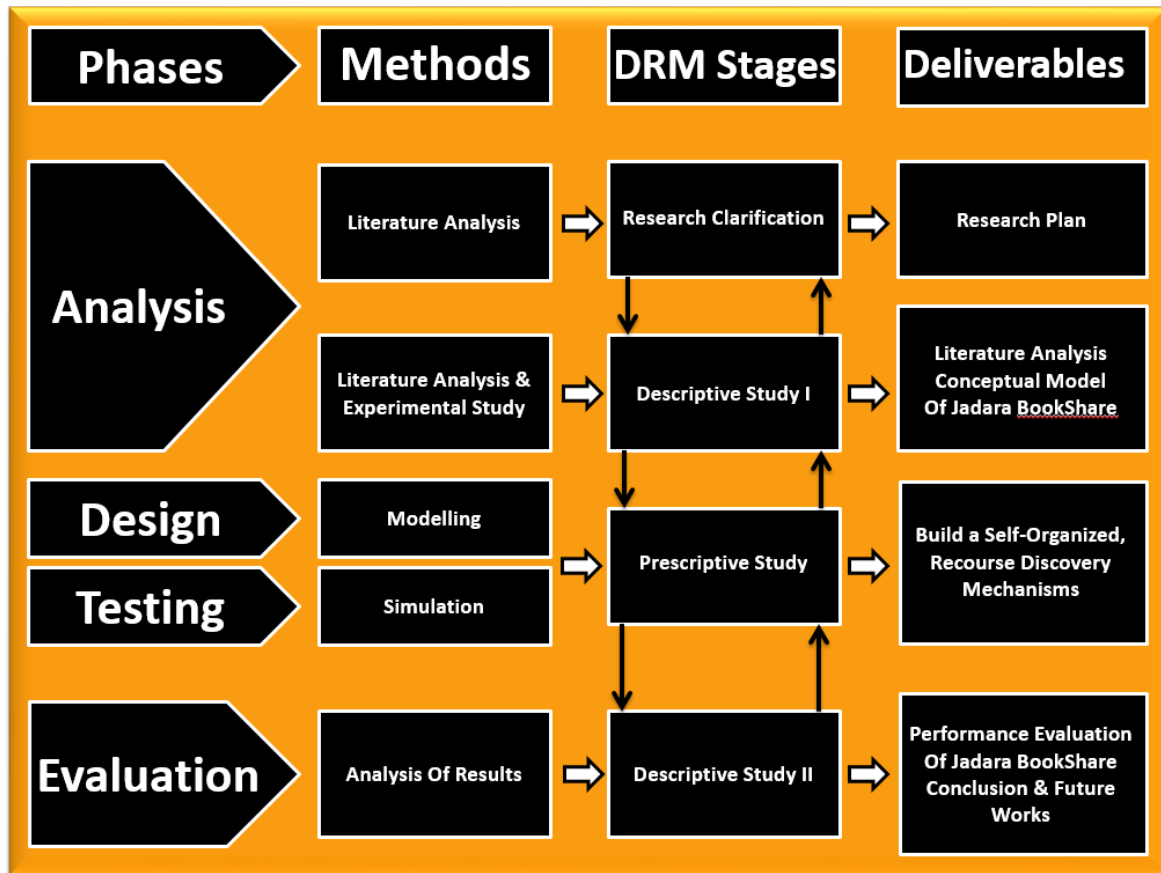 Phases
Methods
DRM Stages
Deliverables
Analysis
Literature Analysis
Research Clarification
Research Plan
Literature Analysis &
Experimental Study
Descriptive Study I
Literature Analysis
Conceptual Model
Of Jadara BookShare
Design
Modelling
Testing
Simulation
Prescriptive Study
Build a Self-Organized,
Recourse Discovery
Mechanisms
Evaluation
Analysis Of Results
Descriptive Study II
Performance Evaluation
Of Jadara BookShare
Conclusion & Future
Works